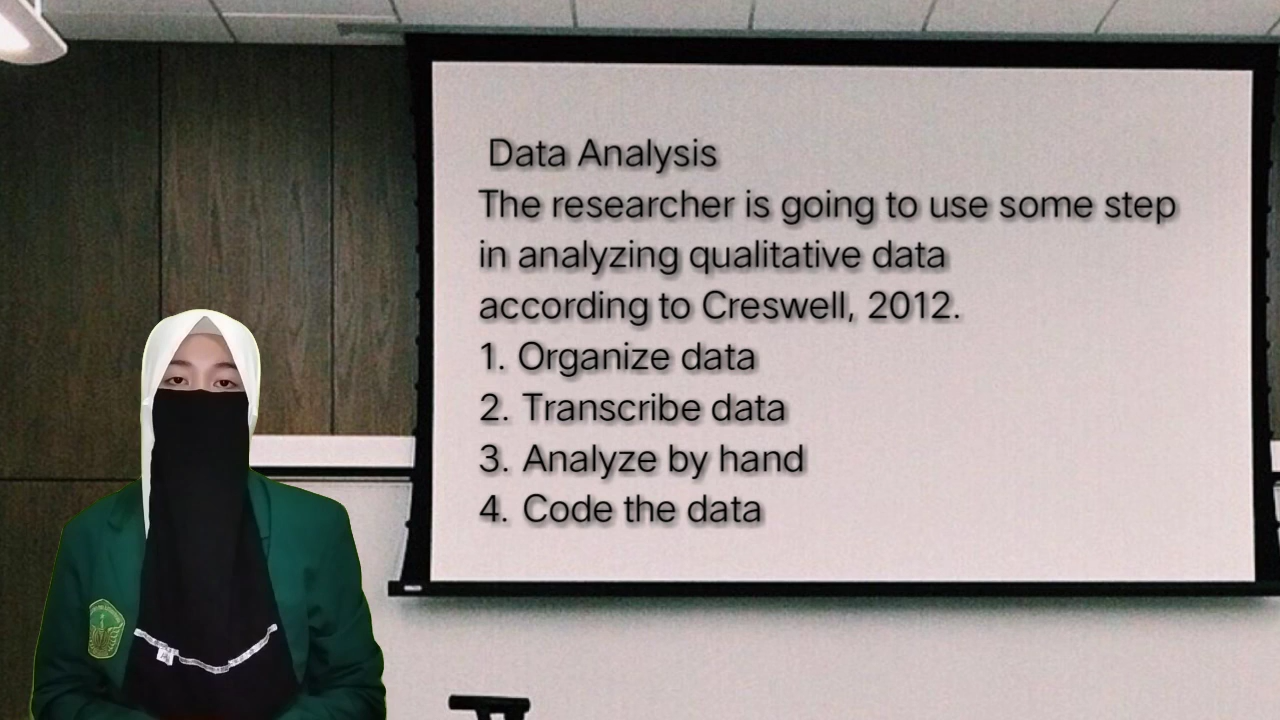 Data Analysis
The researcher is going to use some step
in analyzing qualitative data
according to Creswell, 2012.
1. Organize data
2. Transcribe data
3. Analyze by hand
4. Code the data